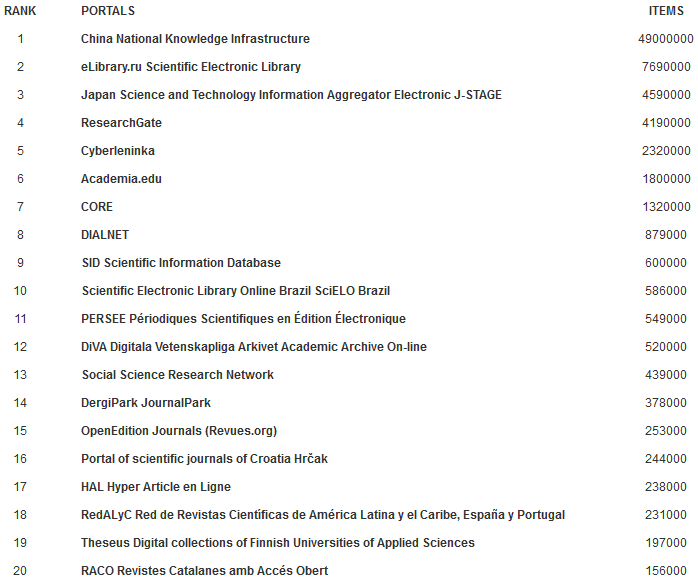 RANK PORTALS ITEMS
1 China National Knowledge Infrastructure 49000000
2 eLibrary.ru Scientific Electronic Library 7690000
3 Japan Science and Technology Information Aggregator Electronic J-STAGE 4590000
4 ResearchGate 4190000
5 Cyberleninka 2320000
6 Academia.edu 1800000
7 CORE 1320000
8 DIALNET 879000
9 SID Scientific Information Database 600000
10 Scientific Electronic Library Online Brazil SciELO Brazil 586000
11 PERSEE Périodiques Scientifiques en Édition Électronique 549000
12 DiVA Digitala Vetenskapliga Arkivet Academic Archive On-line 520000
13 Social Science Research Network 439000
14 DergiPark JournalPark 378000
15 OpenEdition Journals (Revues.org) 253000
16 Portal of scientific journals of Croatia Hrčak 244000
17 HAL Hyper Article en Ligne 238000
18 RedALyC Red de Revistas Científicas de América Latina y el Caribe, España y Portugal 231000
19 Theseus Digital collections of Finnish Universities of Applied Sciences 197000
20 RACO Revistes Catalanes amb Accés Obert 156000